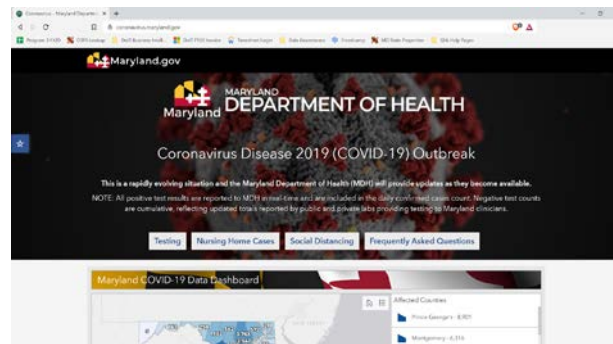 coronavirus.maryland.gov
Maryland.gov
MARYLAND
DEPARTMENT OF HEALTH
Maryland
Coronavirus Disease 2019 (COVID-19) Outbreak
This is a rapidly evolving situation and the Maryland Department of Health (MDH) will provide updates as they become available.
NOTE: All positive test results are reported to MDH in real-time and are included in the daily confirmed cases count. Negative test counts
are cumulative, reflecting updated totals reported by public and private labs providing testing to Maryland clinicians.
Testing Nursing Home Cases Social Distancing Frequently Asked Questions
Maryland COVID-19 Data Dashboard
Affected Counties
Prince George's -
Montgomery -